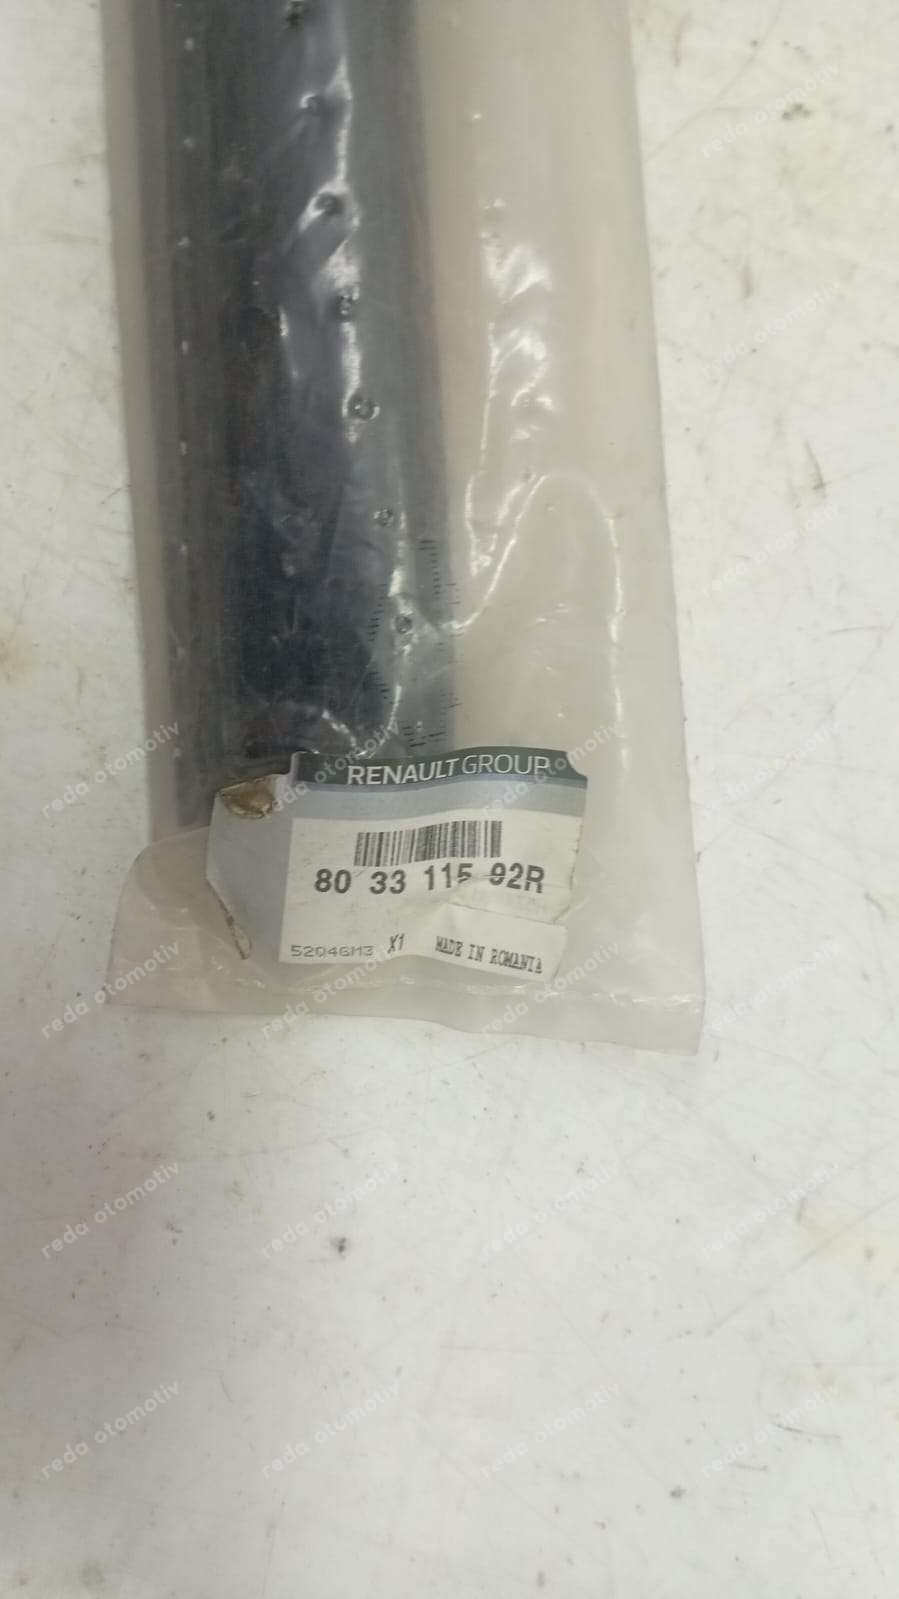 RENAULT GROUP
80 33 115 92R
52046M3 X1 MADE IN ROMANIA
reda otomotiv